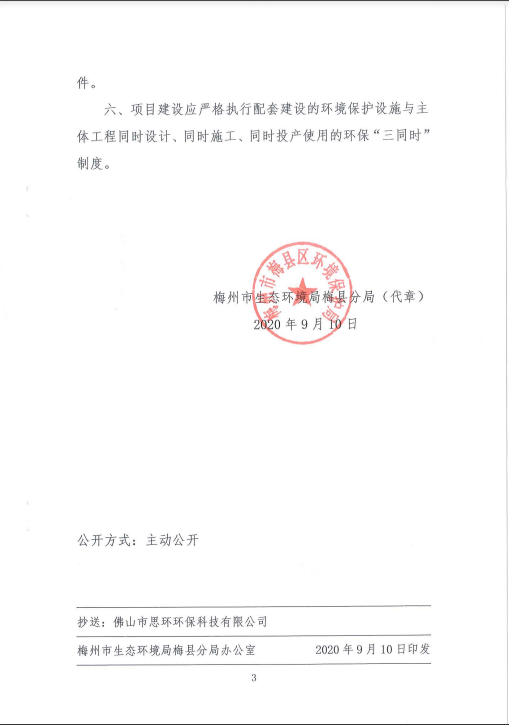 件。
六、项目建设应严格执行配套建设的环境保护设施与主
体工程同时设计、同时施工、同时投产使用的环保“三同时”
制度。
梅州市梅县区环境保护局
梅州市生态环境局梅县分局（代章）
2020 年 9 月 10 日
公开方式：主动公开
抄送：佛山市思环环保科技有限公司
梅州市生态环境局梅县分局办公室 2020 年 9 月 10 日印发
3